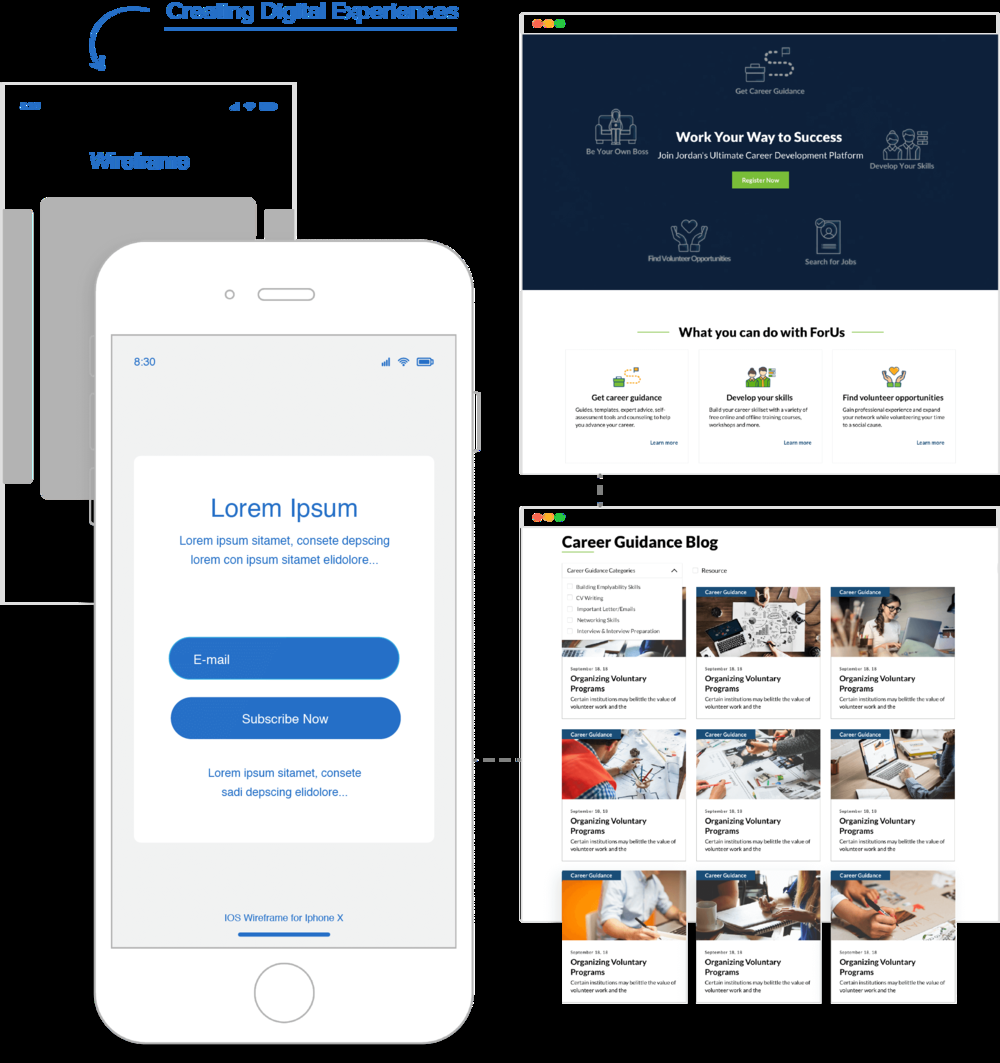 Creating Digital Experiences
8:30
Wireframe
8:30
Lorem Ipsum
Lorem ipsum sitamet, consete depscing
lorem con ipsum sitamet elidolore...
E-mail
Subscribe Now
Lorem ipsum sitamet, consete
sadi depscing elidolore...
IOS Wireframe for Iphone X
Get Career Guidance
Be Your Own Boss
Work Your Way to Success
Join Jordan's Ultimate Career Development Platform
Register Now
Develop Your Skills
Find Volunteer Opportunities
Search for Jobs
What you can do with ForUs
Get career guidance
Guides, templates, expert advice, self-
assessment tools and counseling to help
you advance your career.
Learn more
Develop your skills
Build your career skillset with a variety of
free online and offline training courses,
workshops and more.
Learn more
Find volunteer opportunities
Gain professional experience and expand
your network while volunteering your time
to a social cause.
Learn more
Career Guidance Blog
Career Guidance Categories
Resource
Building Emplyability Skills
CV Writing
Important Letter/Emails
Networking Skills
Interview & Interview Preparation
September 18, 18
Organizing Voluntary
Programs
Certain institutions may belittle the value of
volunteer work and the
Career Guidance
September 18, 18
Organizing Voluntary
Programs
Certain institutions may belittle the value of
volunteer work and the
Career Guidance
September 18, 18
Organizing Voluntary
Programs
Certain institutions may belittle the value of
volunteer work and the
Career Guidance
September 18, 18
Organizing Voluntary
Programs
Certain institutions may belittle the value of
volunteer work and the
Career Guidance
September 18, 18
Organizing Voluntary
Programs
Certain institutions may belittle the value of
volunteer work and the
Career Guidance
September 18, 18
Organizing Voluntary
Programs
Certain institutions may belittle the value of
volunteer work and the
Career Guidance
September 18, 18
Organizing Voluntary
Programs
Certain institutions may belittle the value of
volunteer work and the
Career Guidance
September 18, 18
Organizing Voluntary
Programs
Certain institutions may belittle the value of
volunteer work and the
Career Guidance
September 18, 18
Organizing Voluntary
Programs
Certain institutions may belittle the value of
volunteer work and the